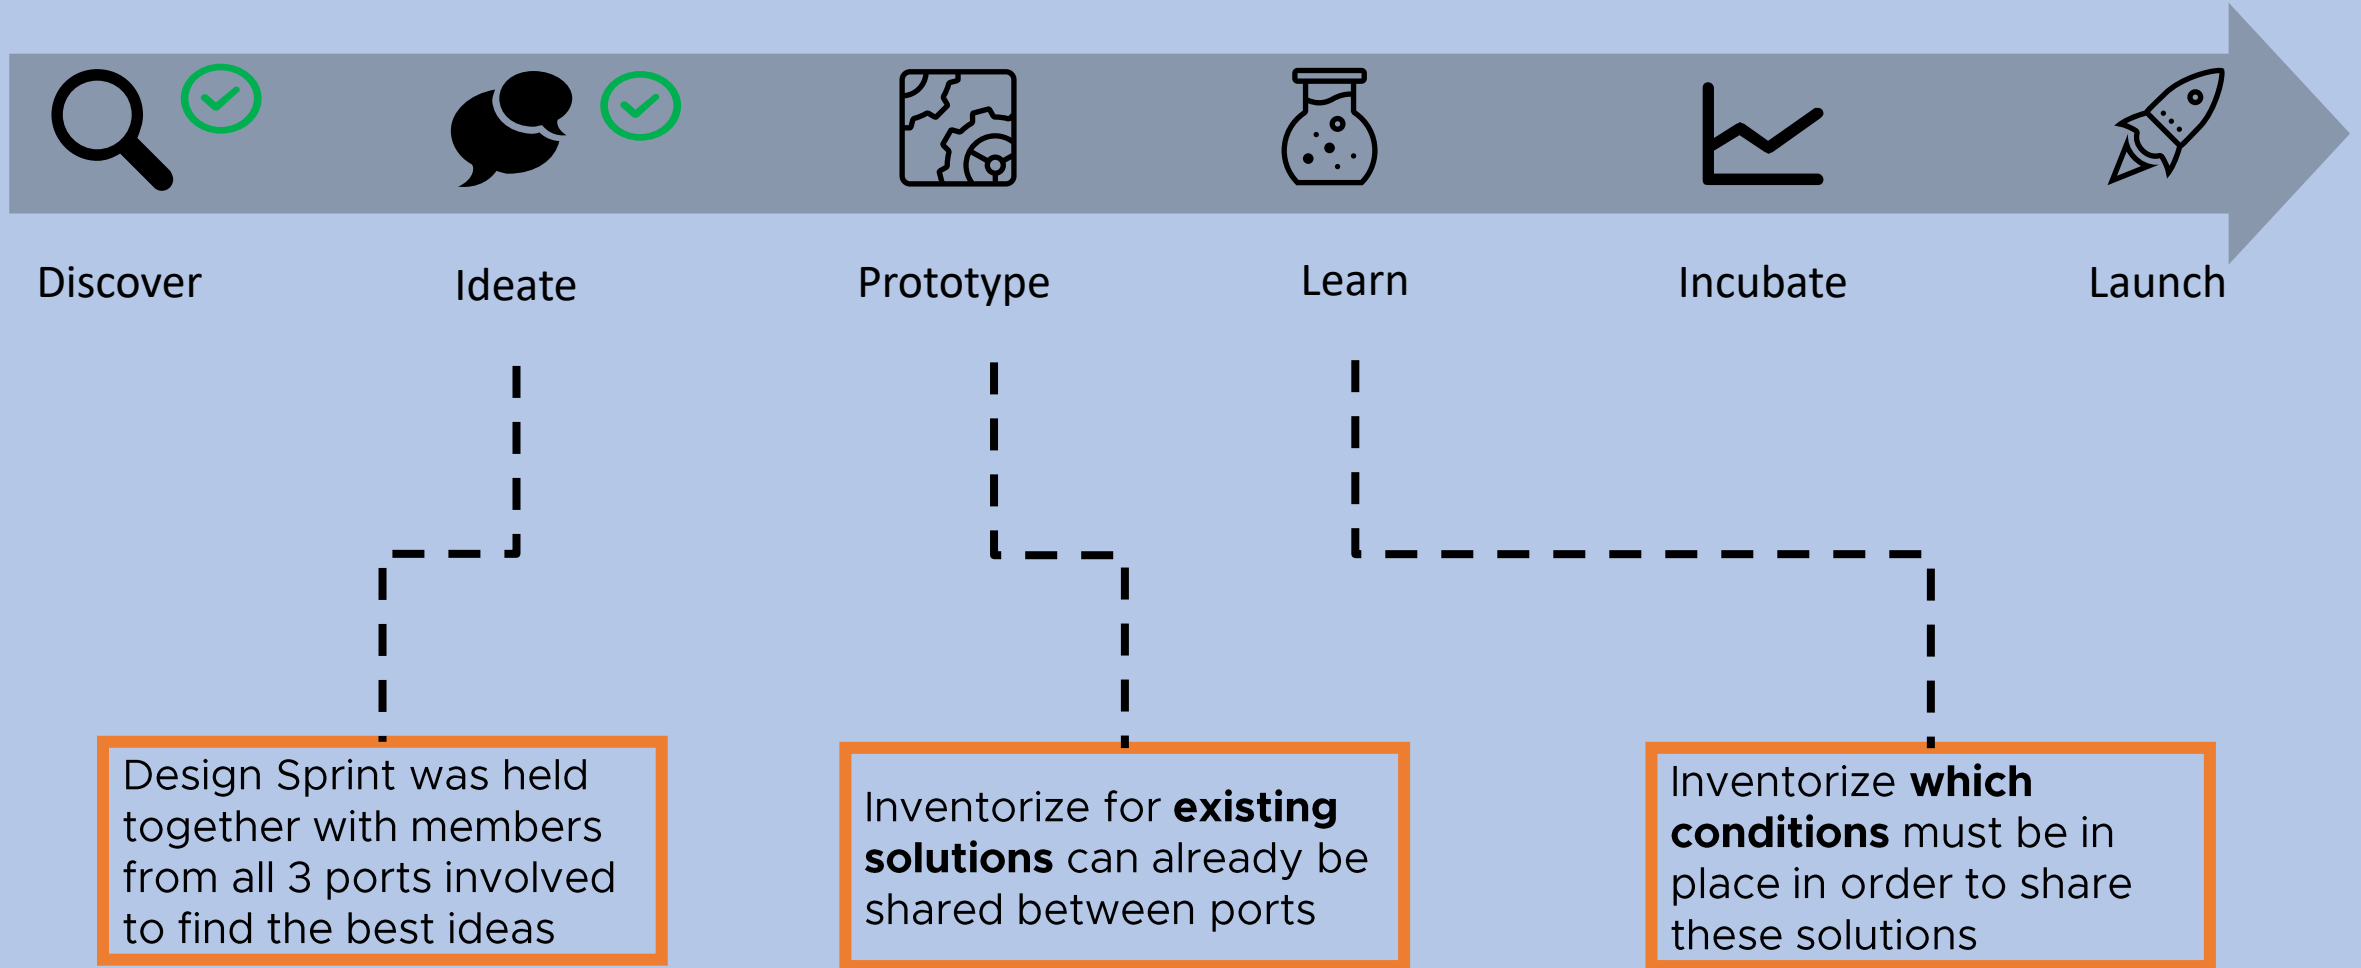 Discover
Ideate
Prototype
Learn
Incubate
Launch
Design Sprint was held
together with members
from all 3 ports involved
to find the best ideas
Inventorize for existing
solutions can already be
shared between ports
Inventorize which
conditions must be in
place in order to share
these solutions